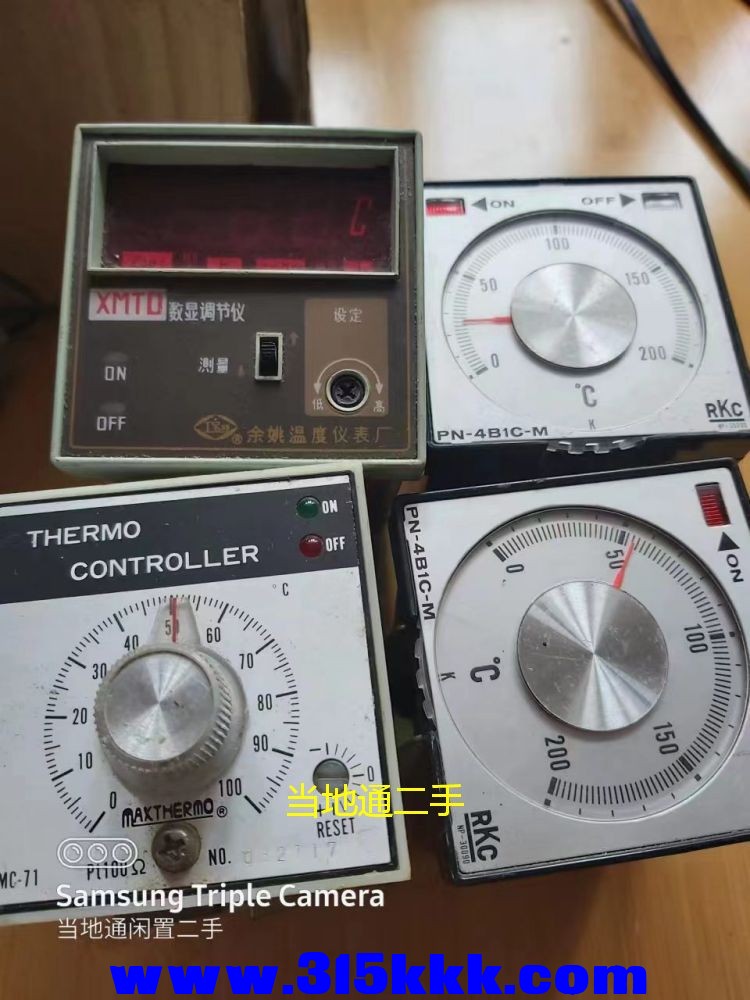 C
XMTD 数显调节仪
设定
测量
ON
OFF
低 高
余姚温度仪表厂
ON OFF
0 50 100 150 200
℃
K
RKC
PN-4B1C-M
THERMO
CONTROLLER
ON
OFF
°C
0 10 20 30 40 50 60 70 80 90 100
MAXTHERMO®
RESET
0
MC-71
Pt100Ω
NO.
PN-4B1C-M
ON
0 50 100 150 200
℃
K
RKC
NP-30090
当地通二手
Samsung Triple Camera
当地通闲置二手
www.315kkk.com